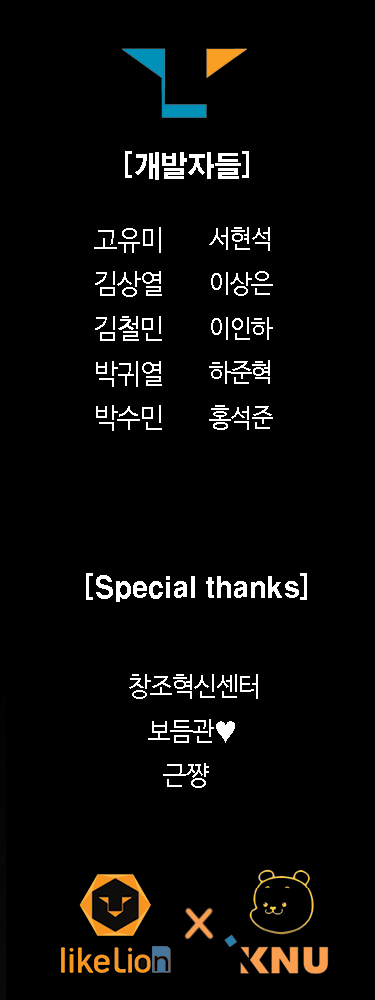 [개발자들]
고유미 서현석
김상열 이상은
김철민 이인하
박귀열 하준혁
박수민 홍석준
[Special thanks]
창조혁신센터
보듬관♥
근쨩
likeLion X KNU